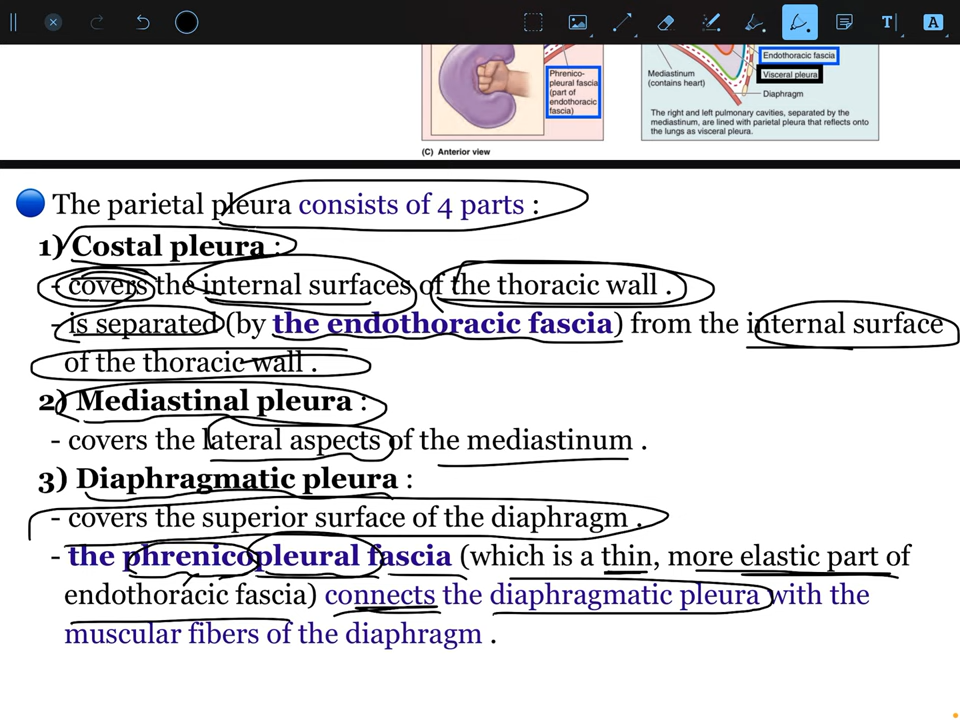 T
A
Phrenico-
pleural fascia
(part of
endothoracic
fascia)
Mediastinum
(contains heart)
Endothoracic fascia
Visceral pleura
Diaphragm
The right and left pulmonary cavities, separated by the
mediastinum, are lined with parietal pleura that reflects onto
the lungs as visceral pleura.
(C) Anterior view
The parietal pleura consists of 4 parts :
1) Costal pleura :
- covers the internal surfaces of the thoracic wall .
- is separated (by the endothoracic fascia) from the internal surface
of the thoracic wall .
2) Mediastinal pleura :
- covers the lateral aspects of the mediastinum .
3) Diaphragmatic pleura :
- covers the superior surface of the diaphragm .
- the phrenicopleural fascia (which is a thin, more elastic part of
endothoracic fascia) connects the diaphragmatic pleura with the
muscular fibers of the diaphragm .